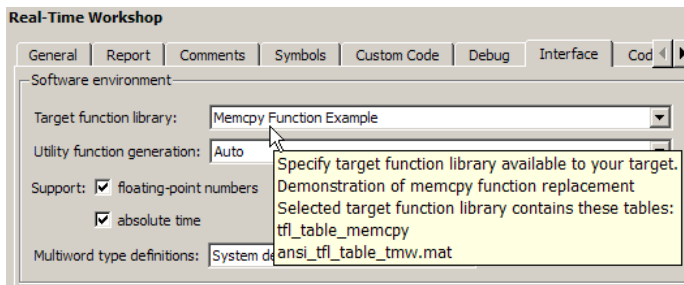 Real-Time Workshop
General Report Comments Symbols Custom Code Debug Interface Cod
Software environment
Target function library: Memcpy Function Example
Utility function generation: Auto
Specify target function library available to your target.
Support: floating-point numbers
Demonstration of memcpy function replacement
Selected target function library contains these tables:
absolute time
tfl_table_memcpy
Multiword type definitions: System de
ansi_tfl_table_tmw.mat